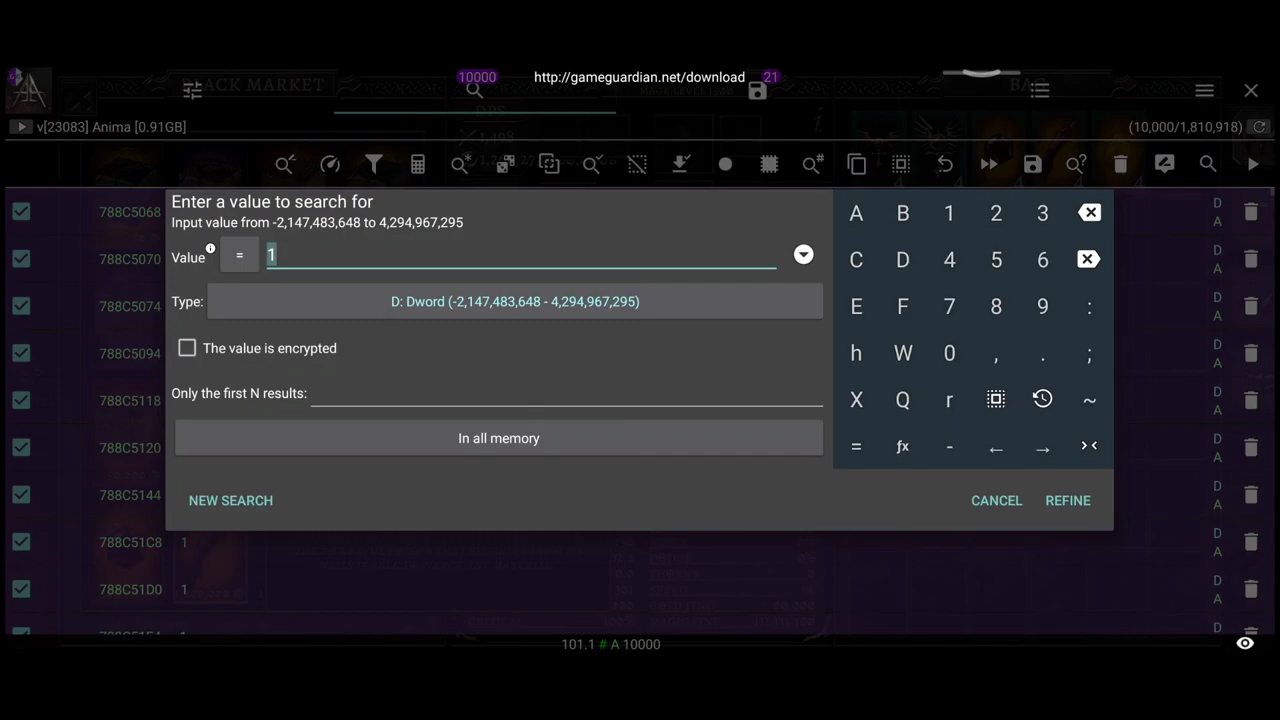 BLACK MARKET
10000
http://gameguardian.net/download
21
v[23083] Anima [0.91GB]
(10,000/1,810,918)
788C5068
D
A
788C5070
D
A
788C5074
D
A
788C5094
D
A
788C5118
D
A
788C5120
D
A
788C5144
D
A
788C51C8 1
D
A
788C51D0 1
D
A
D
Enter a value to search for
Input value from -2,147,483,648 to 4,294,967,295
Value = 1
Type: D: Dword (-2,147,483,648 - 4,294,967,295)
The value is encrypted
Only the first N results:
In all memory
NEW SEARCH CANCEL REFINE
A B 1 2 3
C D 4 5 6
E F 7 8 9 :
h W 0 , . ;
X Q r ~
= ƒx - ← → ><
101.1 # A 10000